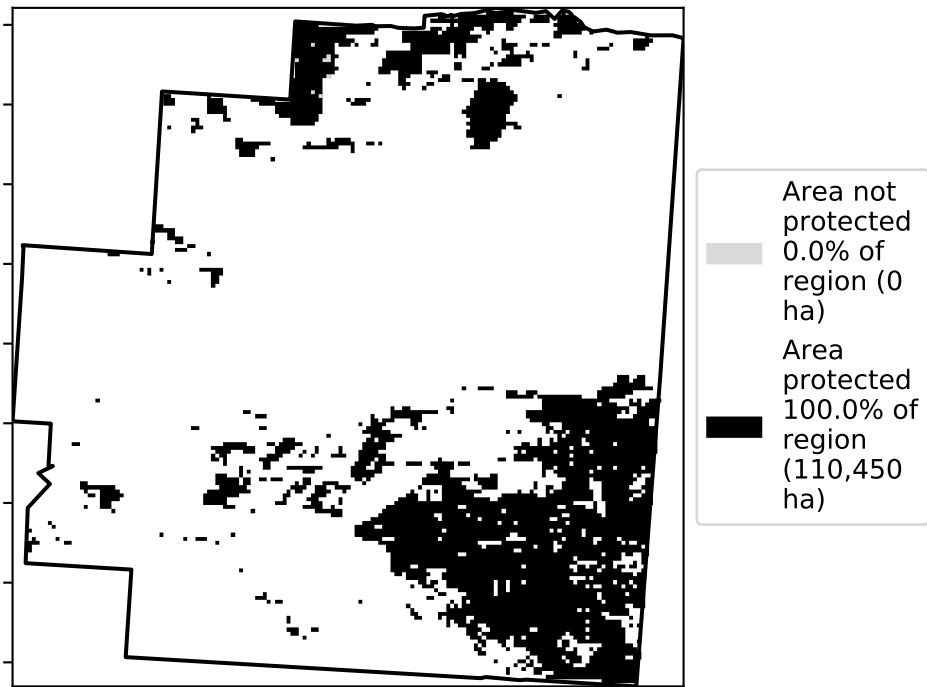 Area not
protected
0.0% of
region (0
ha)
Area
protected
100.0% of
region
(110,450
ha)